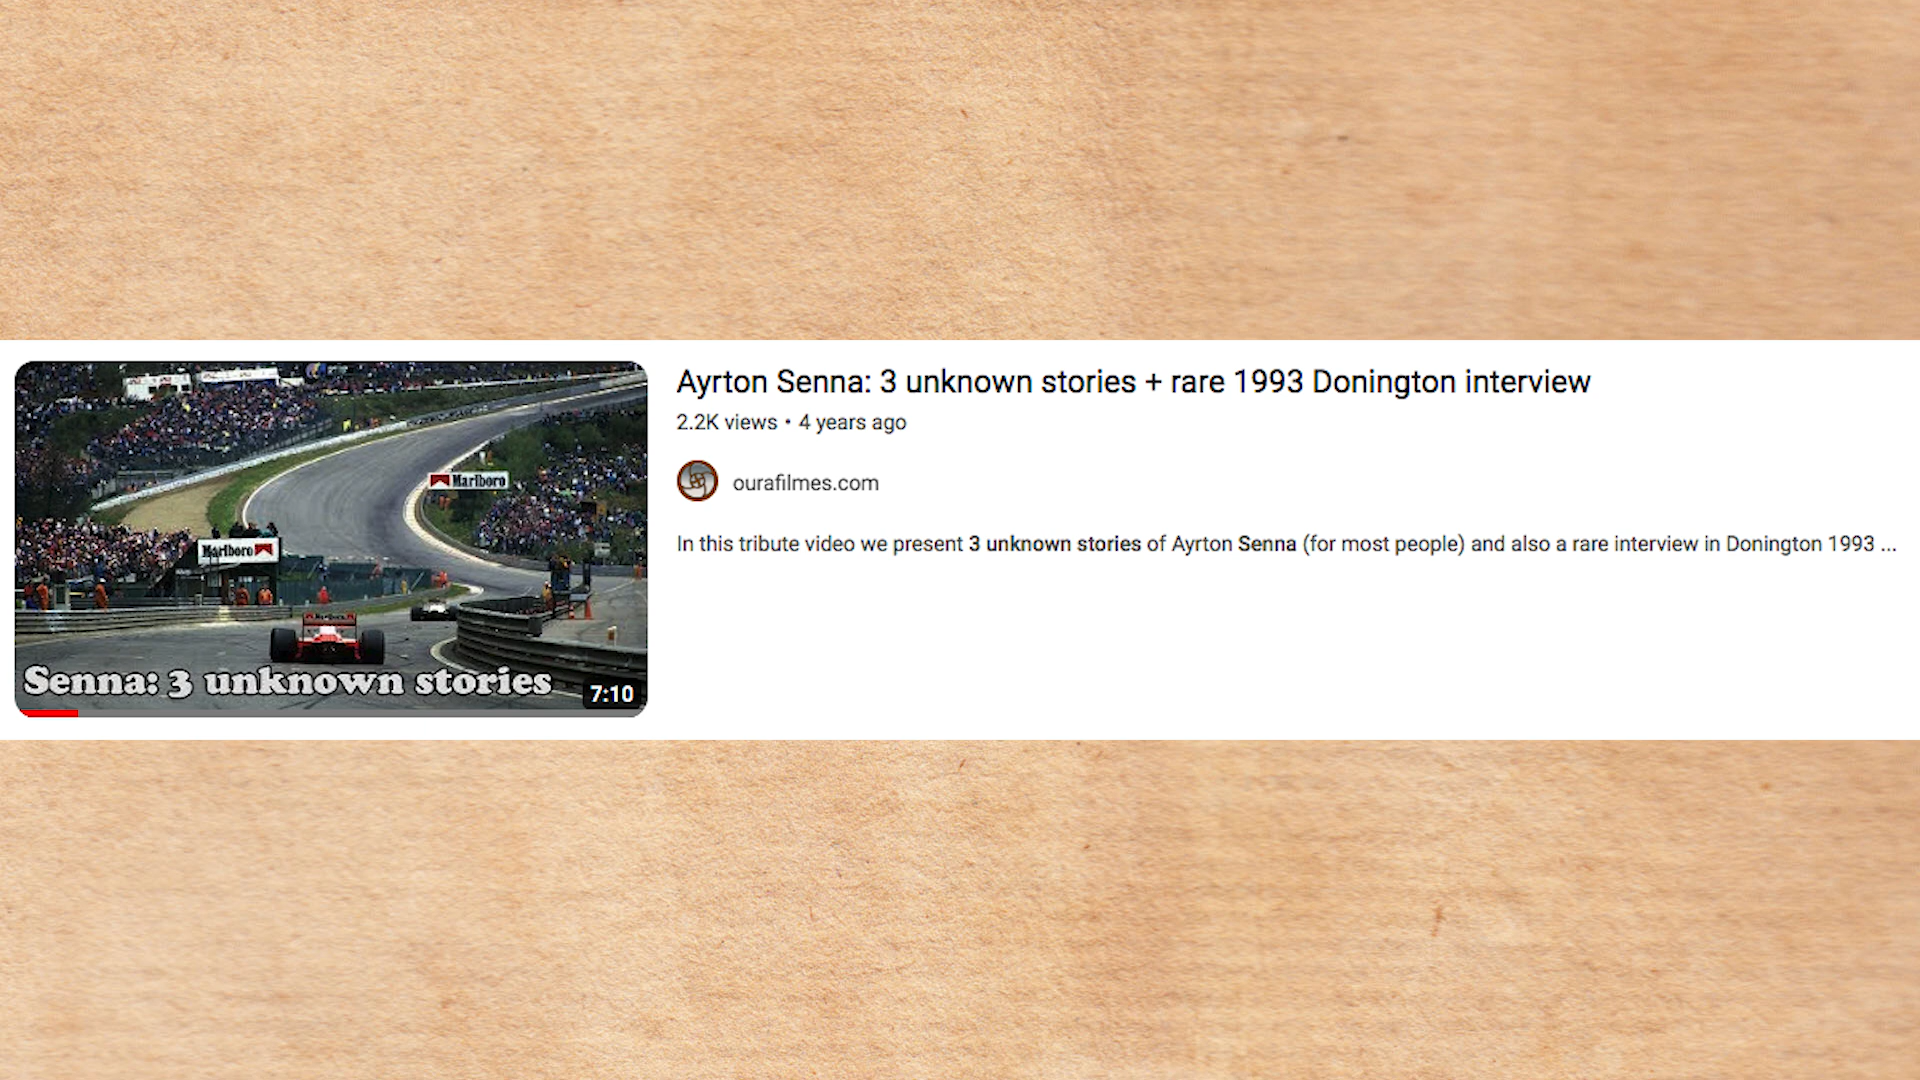 Ayrton Senna: 3 unknown stories + rare 1993 Donington interview
2.2K views • 4 years ago
ourafilmes.com
In this tribute video we present 3 unknown stories of Ayrton Senna (for most people) and also a rare interview in Donington 1993 ...
Marlboro
Marlboro
Marlboro
Senna: 3 unknown stories
7:10